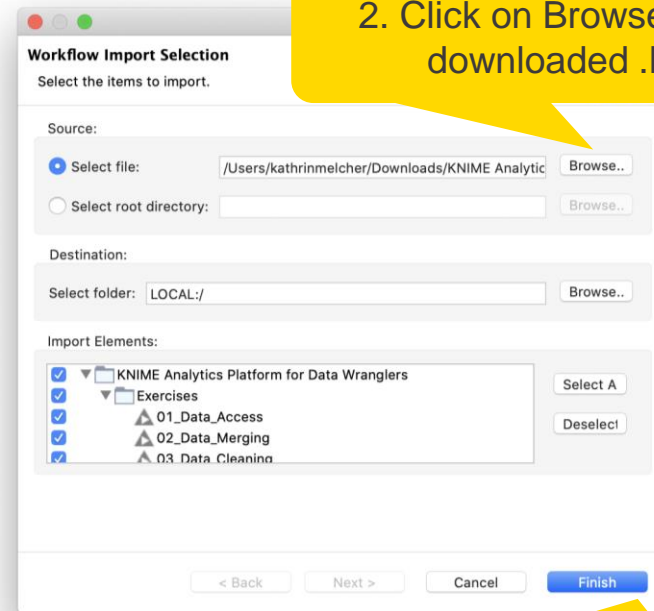 2. Click on Browse
downloaded .
Workflow Import Selection
Select the items to import.
Source:
Select file: /Users/kathrinmelcher/Downloads/KNIME Analytic Browse..
Select root directory: Browse..
Destination:
Select folder: LOCAL:/ Browse..
Import Elements:
KNIME Analytics Platform for Data Wranglers
Exercises
Select A
01_Data_Access
02_Data_Merging
Deselect
03_Data_Cleaning
< Back Next > Cancel Finish